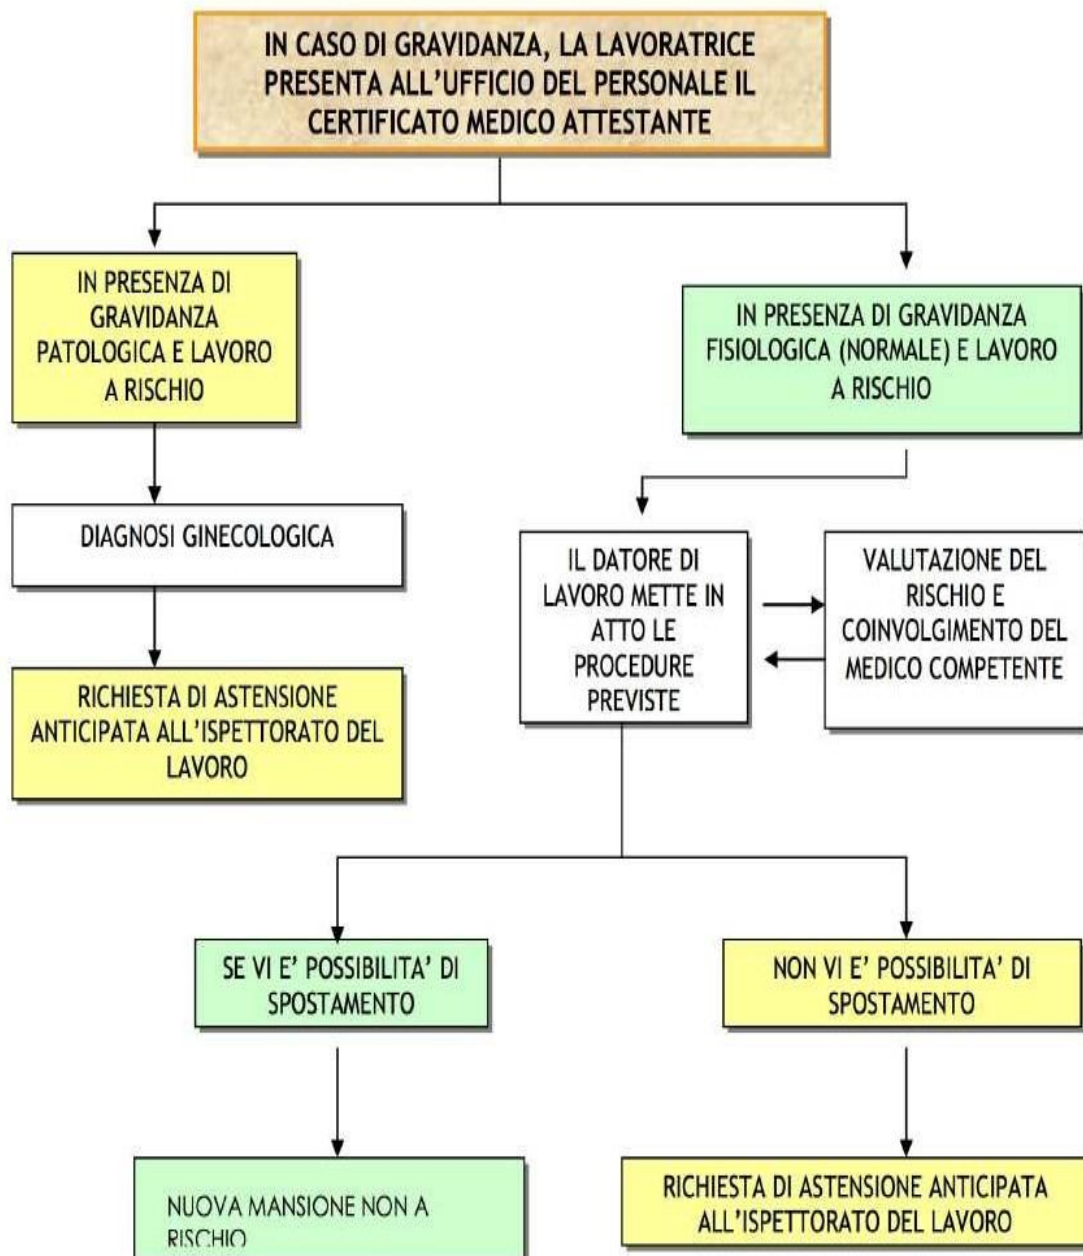 IN CASO DI GRAVIDANZA, LA LAVORATRICE
PRESENTA ALL'UFFICIO DEL PERSONALE IL
CERTIFICATO MEDICO ATTESTANTE
IN PRESENZA DI
GRAVIDANZA
PATOLOGICA E LAVORO
A RISCHIO
IN PRESENZA DI GRAVIDANZA
FISIOLOGICA (NORMALE) E LAVORO
A RISCHIO
DIAGNOSI GINECOLOGICA
IL DATORE DI
LAVORO METTE IN
ATTO LE
PROCEDURE
PREVISTE
VALUTAZIONE DEL
RISCHIO E
COINVOLGIMENTO DEL
MEDICO COMPETENTE
RICHIESTA DI ASTENSIONE
ANTICIPATA ALL'ISPETTORATO DEL
LAVORO
SE VI E' POSSIBILITA' DI
SPOSTAMENTO
NON VI E' POSSIBILITA' DI
SPOSTAMENTO
NUOVA MANSIONE NON A
RISCHIO
RICHIESTA DI ASTENSIONE ANTICIPATA
ALL'ISPETTORATO DEL LAVORO